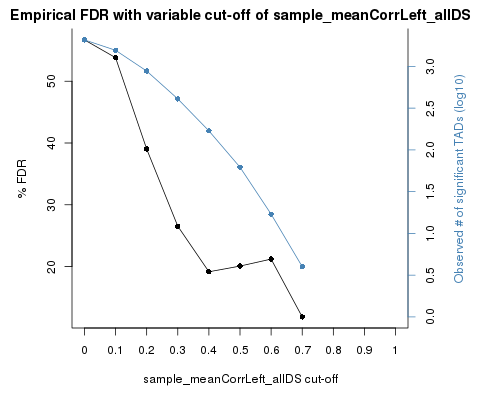 Empirical FDR with variable cut-off of sample_meanCorrLeft_allDS
% FDR
50
40
30
20
3.0
2.5
2.0
1.5
1.0
0.5
0.0
Observed # of significant TADs (log10)
0 0.1 0.2 0.3 0.4 0.5 0.6 0.7 0.8 0.9 1
sample_meanCorrLeft_allDS cut-off